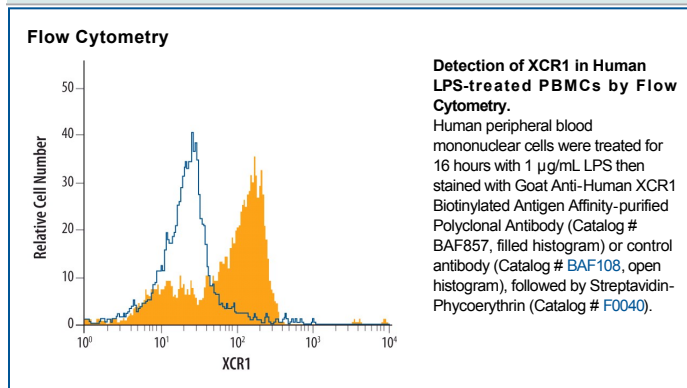 Flow Cytometry
50
40
30
20
10
0
Relative Cell Number
10⁰ 10¹ 10² 10³ 10⁴
XCR1
Detection of XCR1 in Human
LPS-treated PBMCs by Flow
Cytometry.
Human peripheral blood
mononuclear cells were treated for
16 hours with 1 µg/mL LPS then
stained with Goat Anti-Human XCR1
Biotinylated Antigen Affinity-purified
Polyclonal Antibody (Catalog #
BAF857, filled histogram) or control
antibody (Catalog # BAF108, open
histogram), followed by Streptavidin-
Phycoerythrin (Catalog # F0040).